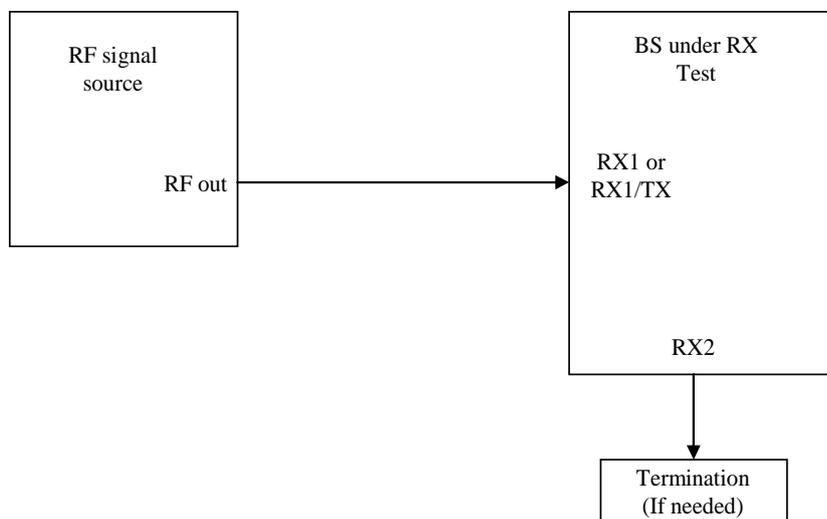 RF signal
source
RF out
BS under RX
Test
RX1 or
RX1/TX
RX2
Termination
(If needed)